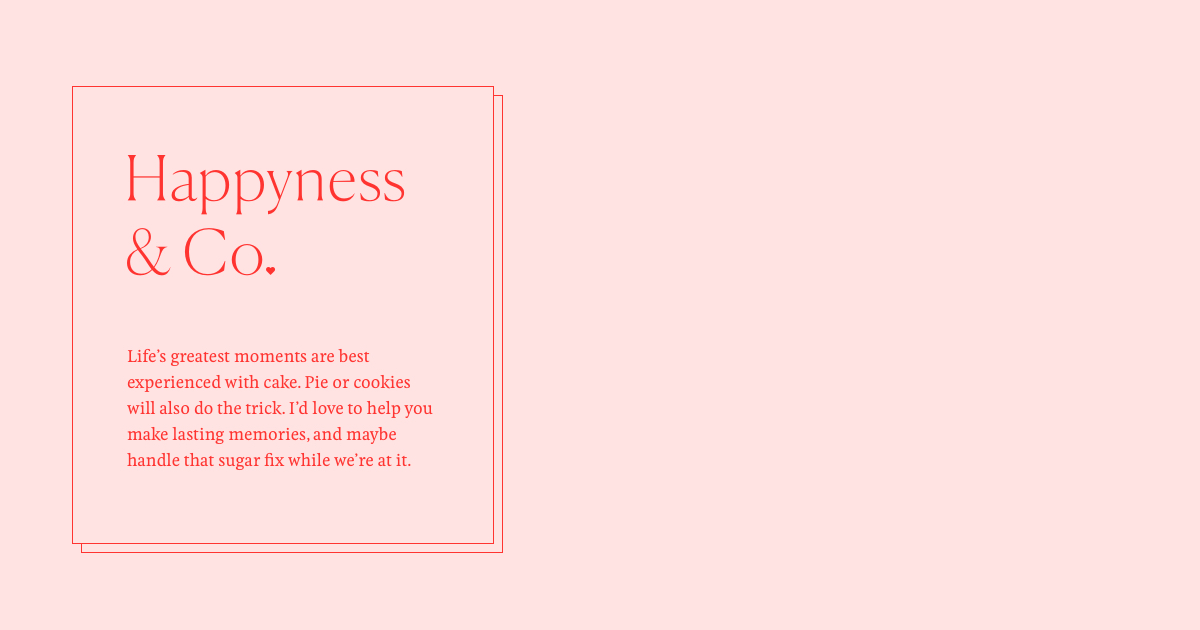 Happyness
& Co.
Life’s greatest moments are best
experienced with cake. Pie or cookies
will also do the trick. I’d love to help you
make lasting memories, and maybe
handle that sugar fix while we’re at it.